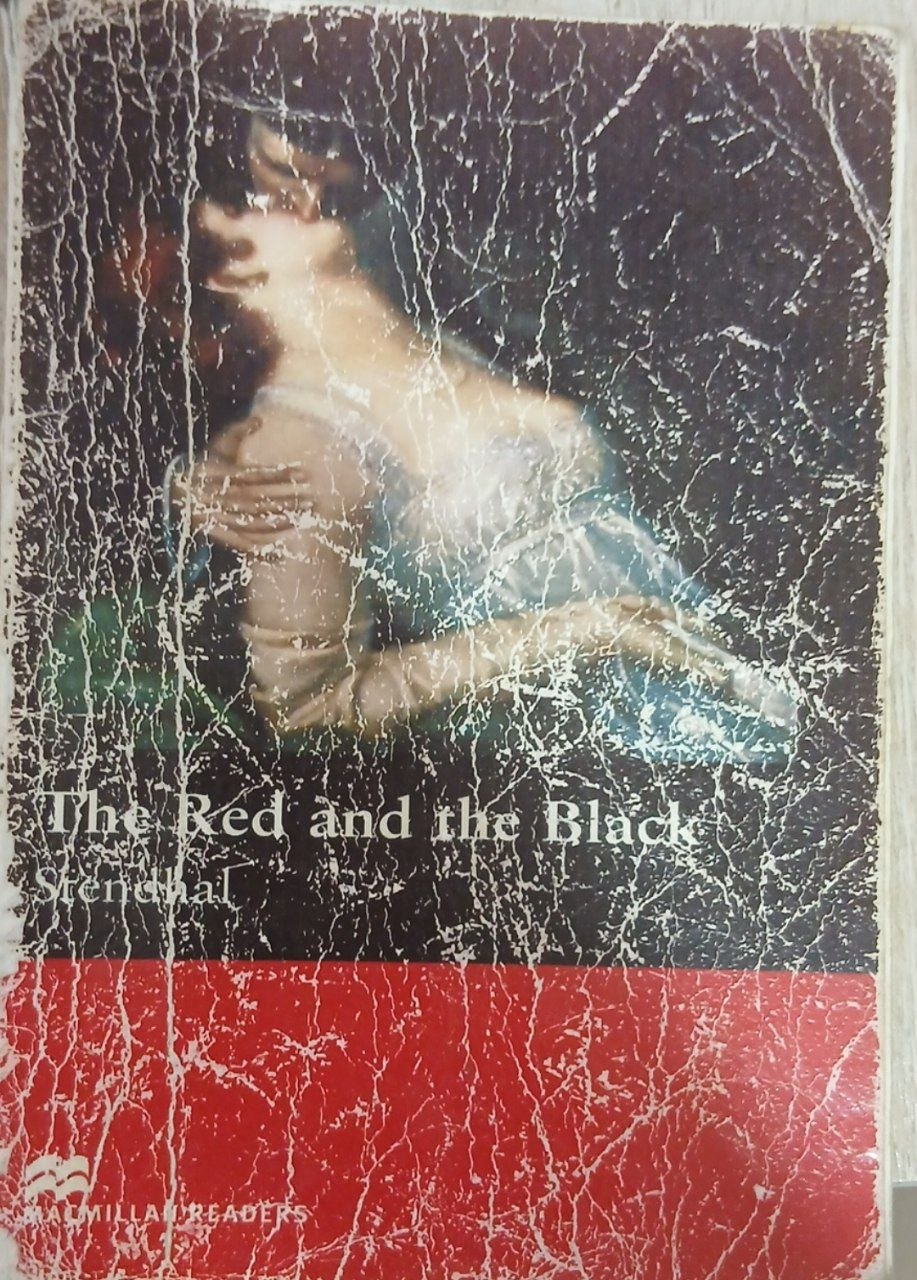 The Red and the Black
Stendhal
MACMILLAN READERS